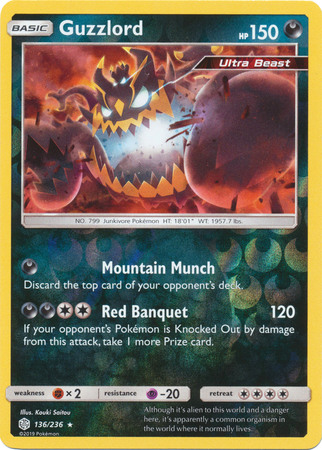 BASIC Guzzlord HP 150
Ultra Beast
NO. 799 Junkivore Pokémon HT: 18'01" WT: 1957.7 lbs.
Mountain Munch
Discard the top card of your opponent's deck.
Red Banquet 120
If your opponent's Pokémon is Knocked Out by damage
from this attack, take 1 more Prize card.
weakness × 2 resistance -20 retreat
Illus. Kouki Saitou
136/236 ★
©2019 Pokémon
Although it's alien to this world and a danger
here, it's apparently a common organism
in the world where it normally lives.